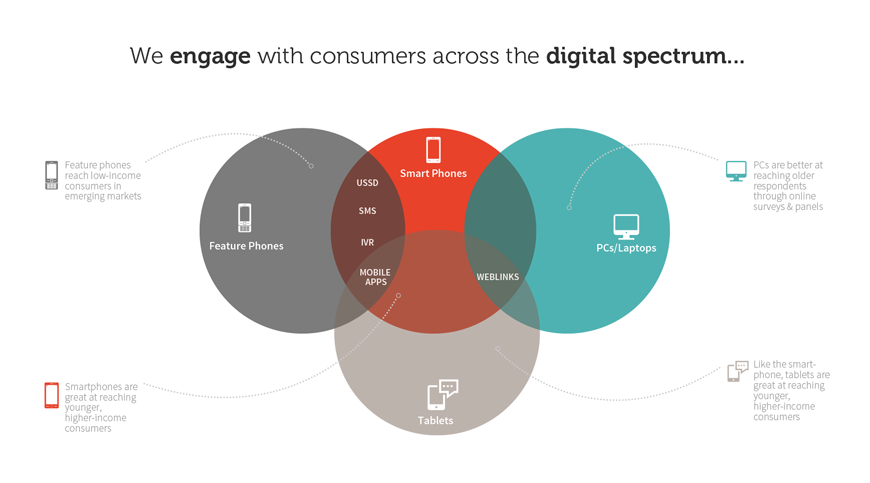 We engage with consumers across the digital spectrum...
Feature phones
reach low-income
consumers in
emerging markets
USSD
SMS
IVR
MOBILE
APPS
Smart Phones
Feature Phones
PCs/Laptops
WEBLINKS
Tablets
PCs are better at
reaching older
respondents
through online
surveys & panels
Smartphones are
great at reaching
younger,
higher-income
consumers
Like the smart-
phone, tablets are
great at reaching
younger,
higher-income
consumers